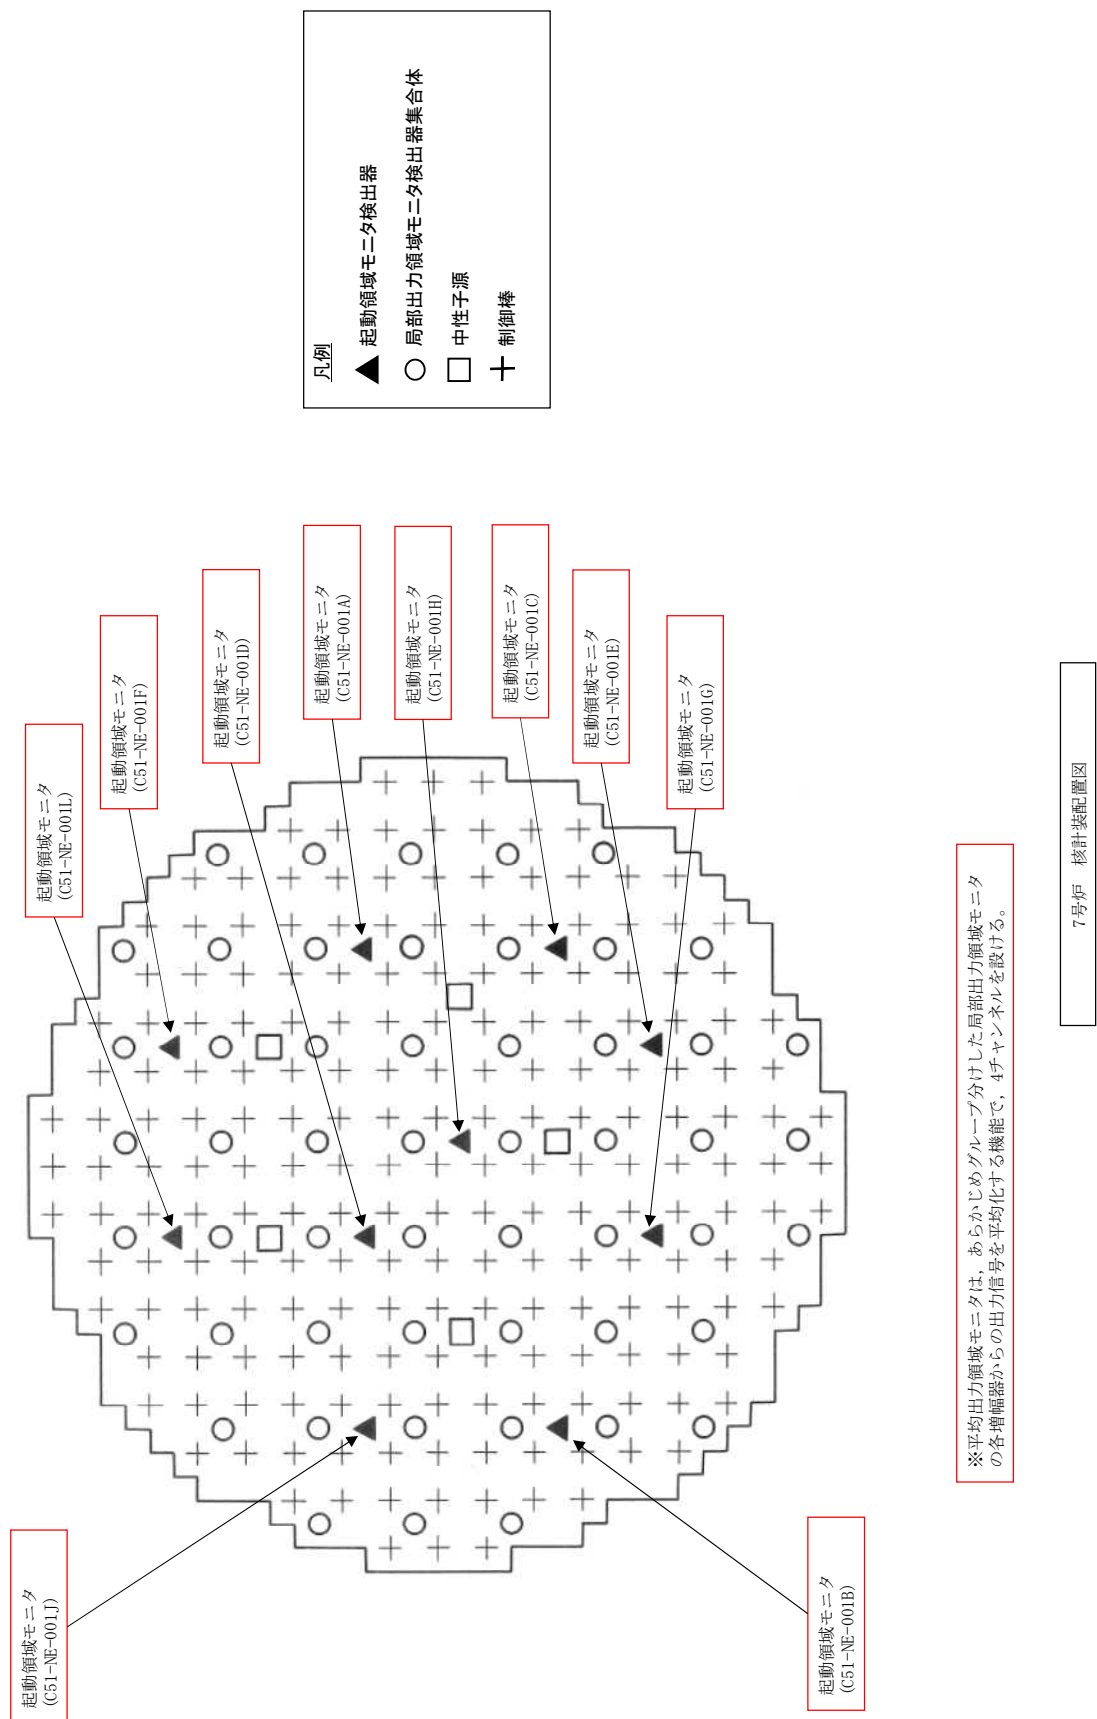 凡例
起動領域モニタ検出器
局部出力領域モニタ検出器集合体
中性子源
制御棒
起動領域モニタ
(C51-NE-001J)
起動領域モニタ
(C51-NE-001L)
起動領域モニタ
(C51-NE-001F)
起動領域モニタ
(C51-NE-001D)
起動領域モニタ
(C51-NE-001A)
起動領域モニタ
(C51-NE-001H)
起動領域モニタ
(C51-NE-001C)
起動領域モニタ
(C51-NE-001E)
起動領域モニタ
(C51-NE-001G)
起動領域モニタ
(C51-NE-001B)
※平均出力領域モニタは，あらかじめグループ分けした局部出力領域モニタ
の各増幅器からの出力信号を平均化する機能で，4チャンネルを設ける。
7号炉　核計装配置図